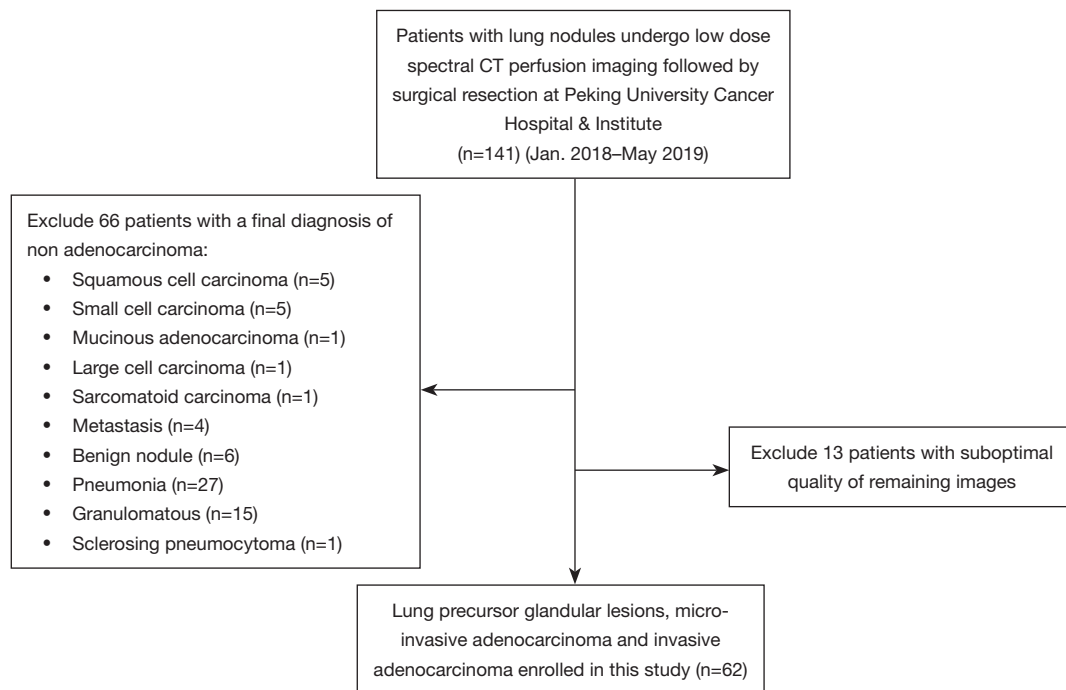 Patients with lung nodules undergo low dose
spectral CT perfusion imaging followed by
surgical resection at Peking University Cancer
Hospital & Institute
(n=141) (Jan. 2018–May 2019)
Exclude 66 patients with a final diagnosis of
non adenocarcinoma:
• Squamous cell carcinoma (n=5)
• Small cell carcinoma (n=5)
• Mucinous adenocarcinoma (n=1)
• Large cell carcinoma (n=1)
• Sarcomatoid carcinoma (n=1)
• Metastasis (n=4)
• Benign nodule (n=6)
• Pneumonia (n=27)
• Granulomatous (n=15)
• Sclerosing pneumocytoma (n=1)
Exclude 13 patients with suboptimal
quality of remaining images
Lung precursor glandular lesions, micro-
invasive adenocarcinoma and invasive
adenocarcinoma enrolled in this study (n=62)